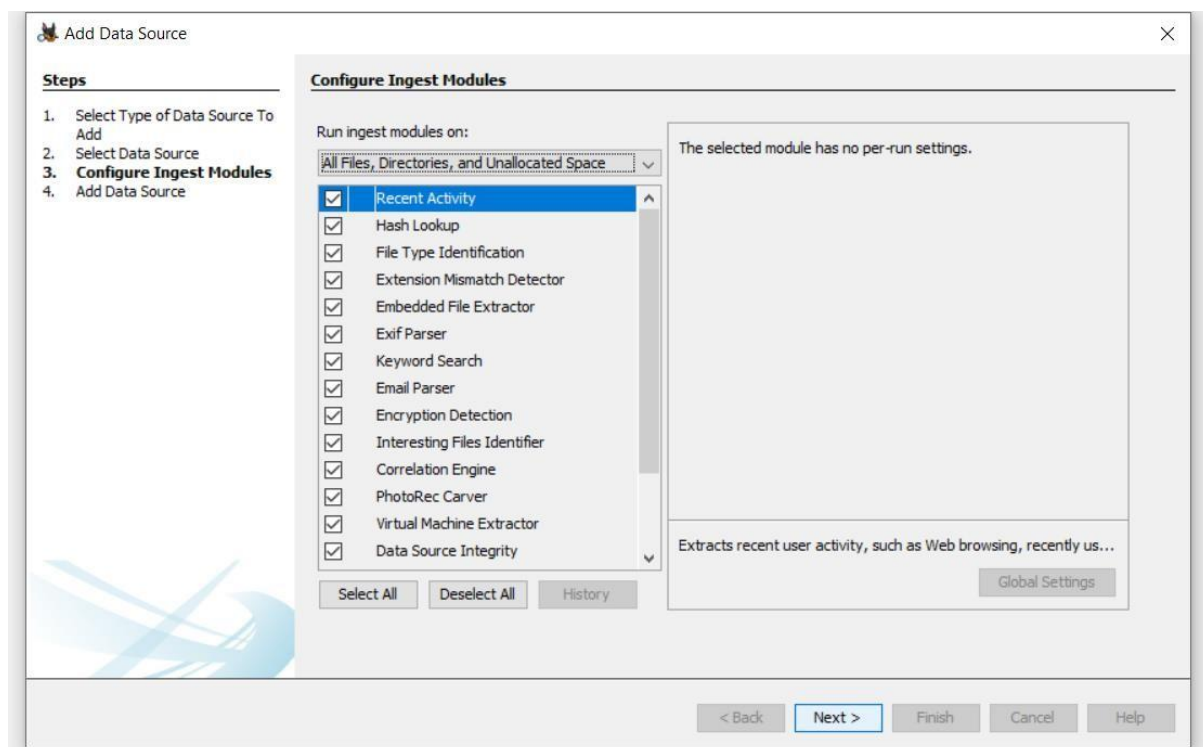 Add Data Source
Steps
1. Select Type of Data Source To
Add
2. Select Data Source
3. Configure Ingest Modules
4. Add Data Source
Configure Ingest Modules
Run ingest modules on:
All Files, Directories, and Unallocated Space
Recent Activity
Hash Lookup
File Type Identification
Extension Mismatch Detector
Embedded File Extractor
Exif Parser
Keyword Search
Email Parser
Encryption Detection
Interesting Files Identifier
Correlation Engine
PhotoRec Carver
Virtual Machine Extractor
Data Source Integrity
Select All Deselect All History
The selected module has no per-run settings.
Extracts recent user activity, such as Web browsing, recently us...
Global Settings
< Back Next > Finish Cancel Help